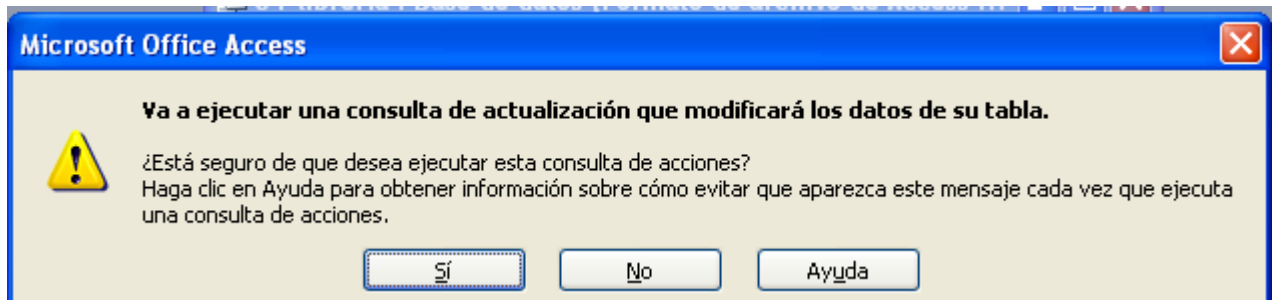 Microsoft Office Access
Va a ejecutar una consulta de actualización que modificará los datos de su tabla.
¿Está seguro de que desea ejecutar esta consulta de acciones?
Haga clic en Ayuda para obtener información sobre cómo evitar que aparezca este mensaje cada vez que ejecuta
una consulta de acciones.
Sí No Ayuda